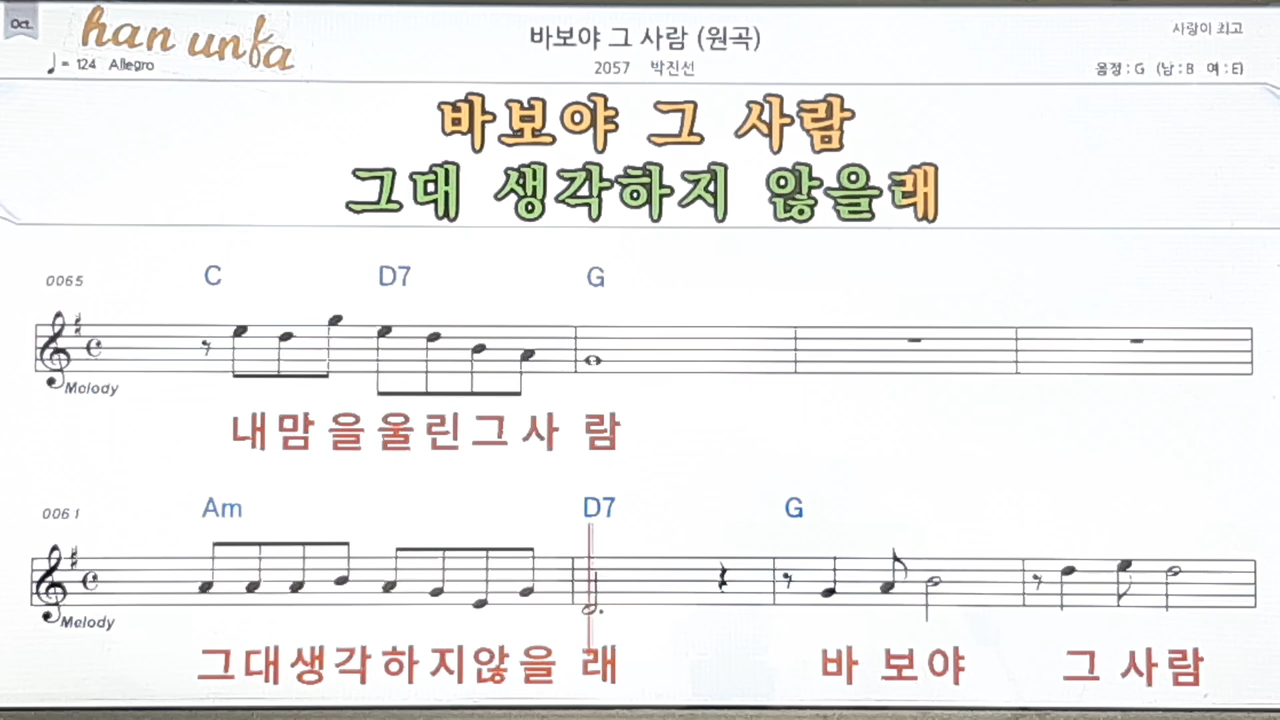 Oct.
han unfa
♩= 124 Allegro
바보야 그 사람 (원곡)
2057 박진선
사랑이 최고
음정 : G (남 : B 여 : E)
바보야 그 사람
그대 생각하지 않을래
0065
C D7 G
Melody
내맘을울린그사 람
0061
Am D7 G
Melody
그대생각하지않을 래 바 보야 그 사람